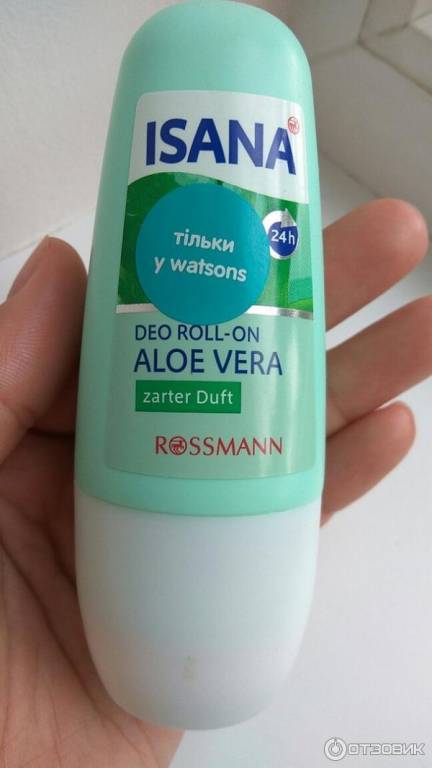 ISANA
24h
тільки
у watsons
DEO ROLL-ON
ALOE VERA
zarter Duft
ROSSMANN
ОТЗОВИК